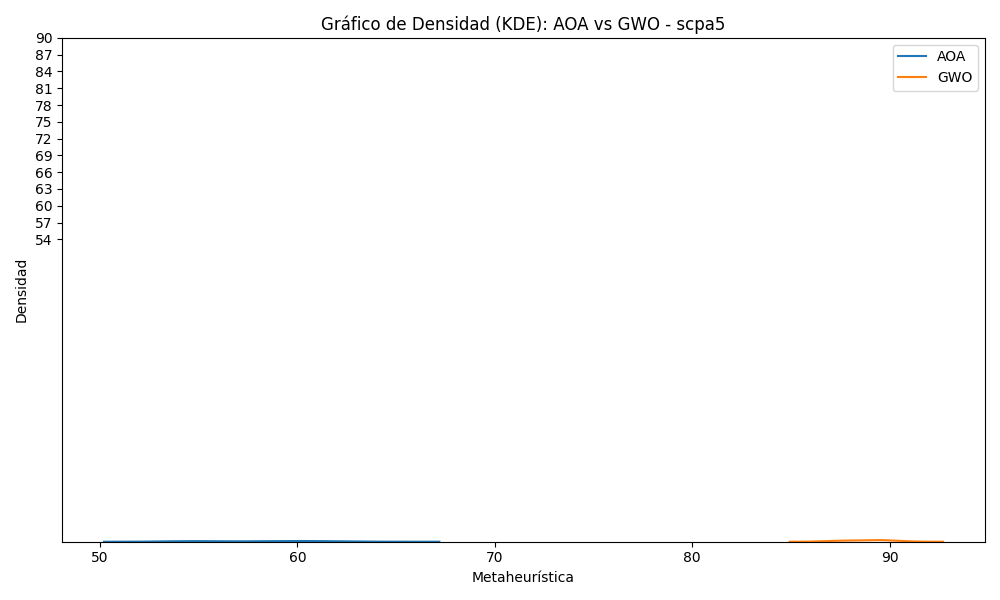 Gráfico de Densidad (KDE): AOA vs GWO - scpa5
AOA
GWO
90
87
84
81
78
75
72
69
66
63
60
57
54
Densidad
50 60 70 80 90
Metaheurística